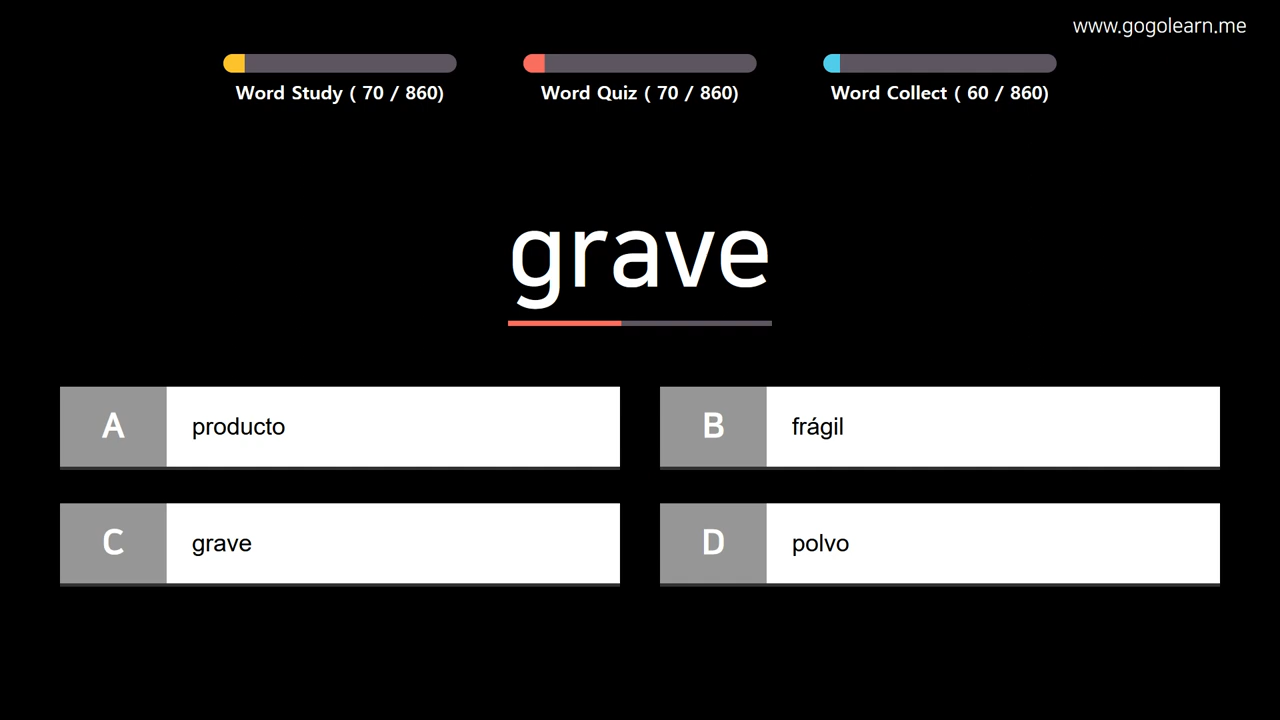 www.gogolearn.me
Word Study ( 70 / 860)
Word Quiz ( 70 / 860)
Word Collect ( 60 / 860)
grave
A producto
B frágil
C grave
D polvo